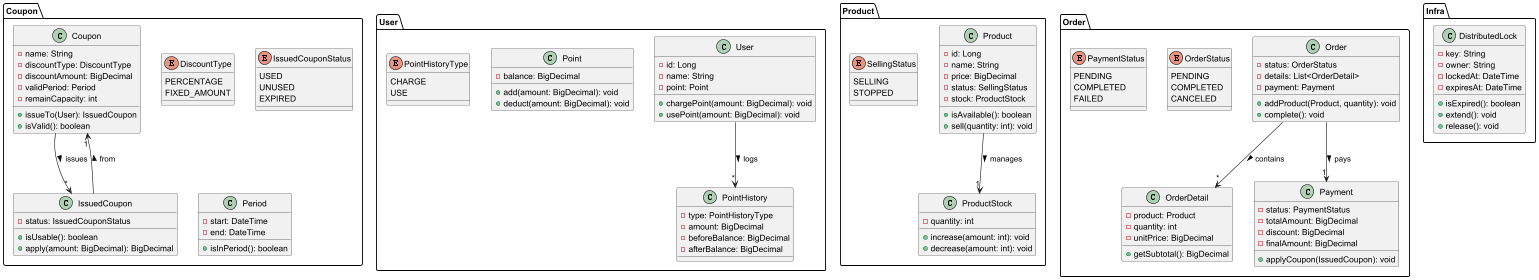 Coupon
C Coupon
name: String
discountType: DiscountType
discountAmount: BigDecimal
validPeriod: Period
remainCapacity: int
issueTo(User): IssuedCoupon
isValid(): boolean
E DiscountType
PERCENTAGE
FIXED_AMOUNT
E IssuedCouponStatus
USED
UNUSED
EXPIRED
1
issues
from
*
C IssuedCoupon
status: IssuedCouponStatus
isUsable(): boolean
apply(amount: BigDecimal): BigDecimal
C Period
start: DateTime
end: DateTime
isInPeriod(): boolean
User
E PointHistoryType
CHARGE
USE
C Point
balance: BigDecimal
add(amount: BigDecimal): void
deduct(amount: BigDecimal): void
C User
id: Long
name: String
point: Point
chargePoint(amount: BigDecimal): void
usePoint(amount: BigDecimal): void
logs
*
C PointHistory
type: PointHistoryType
amount: BigDecimal
beforeBalance: BigDecimal
afterBalance: BigDecimal
Product
E SellingStatus
SELLING
STOPPED
C Product
id: Long
name: String
price: BigDecimal
status: SellingStatus
stock: ProductStock
isAvailable(): boolean
sell(quantity: int): void
manages
1
C ProductStock
quantity: int
increase(amount: int): void
decrease(amount: int): void
Order
E PaymentStatus
PENDING
COMPLETED
FAILED
E OrderStatus
PENDING
COMPLETED
CANCELED
C Order
status: OrderStatus
details: List<OrderDetail>
payment: Payment
addProduct(Product, quantity): void
complete(): void
contains
pays
*
1
C OrderDetail
product: Product
quantity: int
unitPrice: BigDecimal
getSubtotal(): BigDecimal
C Payment
status: PaymentStatus
totalAmount: BigDecimal
discount: BigDecimal
finalAmount: BigDecimal
applyCoupon(IssuedCoupon): void
Infra
C DistributedLock
key: String
owner: String
lockedAt: DateTime
expiresAt: DateTime
isExpired(): boolean
extend(): void
release(): void